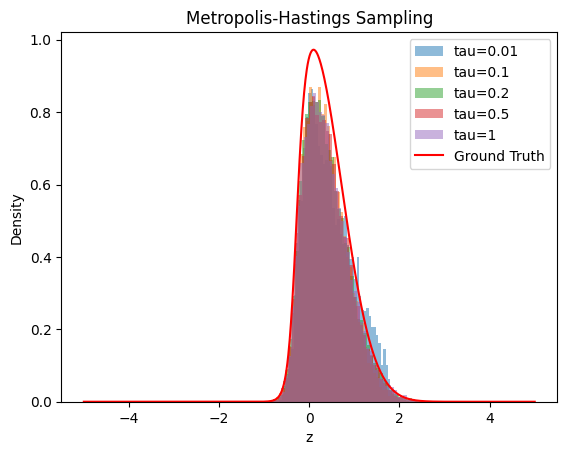 Metropolis-Hastings Sampling
1.0
0.8
0.6
0.4
0.2
0.0
Density
−4
−2
0
2
4
z
tau=0.01
tau=0.1
tau=0.2
tau=0.5
tau=1
Ground Truth